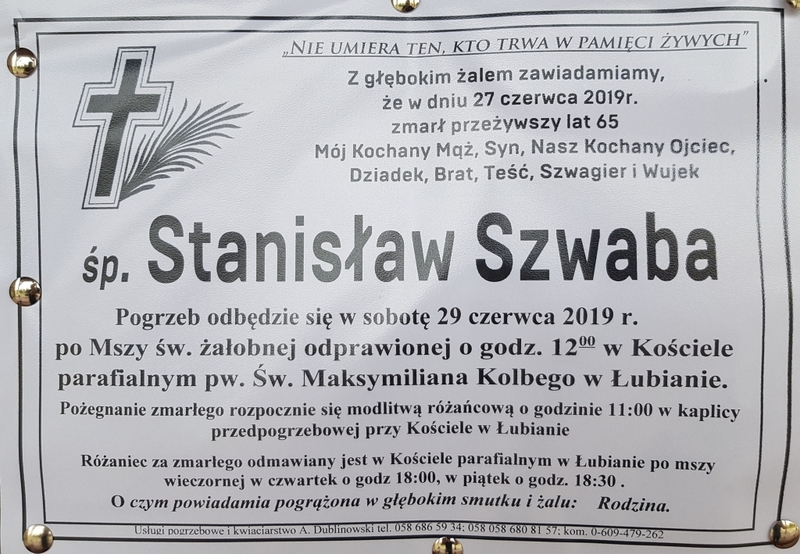 „NIE UMIERA TEN, KTO TRWA W PAMIĘCI ŻYWYCH”
Z głębokim żalem zawiadamiamy,
że w dniu 27 czerwca 2019r.
zmarł przeżywszy lat 65
Mój Kochany Mąż, Syn, Nasz Kochany Ojciec,
Dziadek, Brat, Teść, Szwagier i Wujek
śp. Stanisław Szwaba
Pogrzeb odbędzie się w sobotę 29 czerwca 2019 r.
po Mszy św. żałobnej odprawionej o godz. 12⁰⁰ w Kościele
parafialnym pw. Św. Maksymiliana Kolbego w Łubianie.
Pożegnanie zmarłego rozpocznie się modlitwą różańcową o godzinie 11:00 w kaplicy
przedpogrzebowej przy Kościele w Łubianie
Różaniec za zmarłego odmawiany jest w Kościele parafialnym w Łubianie po mszy
wieczornej w czwartek o godz 18:00, w piątek o godz. 18:30 .
O czym powiadamia pogrążona w głębokim smutku i żalu: Rodzina.
Usługi pogrzebowe i kwiaciarstwo A. Dublinowski tel. 058 686 59 34; 058 058 680 81 57; kom. 0-609-479-262